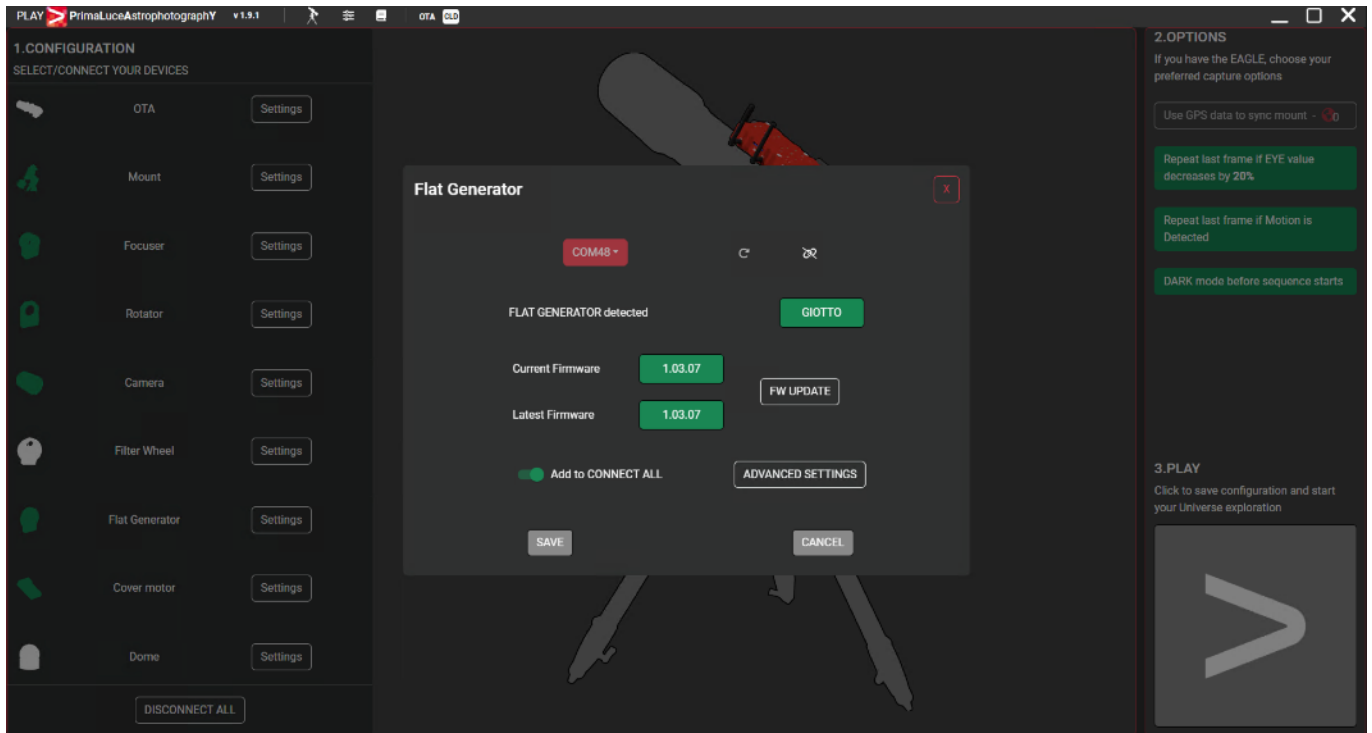 PLAY PrimaLuceAstrophotographY v1.9.1 OTA CLD
1.CONFIGURATION
SELECT/CONNECT YOUR DEVICES
OTA Settings
Mount Settings
Focuser Settings
Rotator Settings
Camera Settings
Filter Wheel Settings
Flat Generator Settings
Cover motor Settings
Dome Settings
DISCONNECT ALL
Flat Generator X
COM48
FLAT GENERATOR detected GIOTTO
Current Firmware 1.03.07
FW UPDATE
Latest Firmware 1.03.07
Add to CONNECT ALL ADVANCED SETTINGS
SAVE CANCEL
2.OPTIONS
If you have the EAGLE, choose your
preferred capture options
Use GPS data to sync mount -
Repeat last frame if EYE value
decreases by 20%
Repeat last frame if Motion is
Detected
DARK mode before sequence starts
3.PLAY
Click to save configuration and start
your Universe exploration